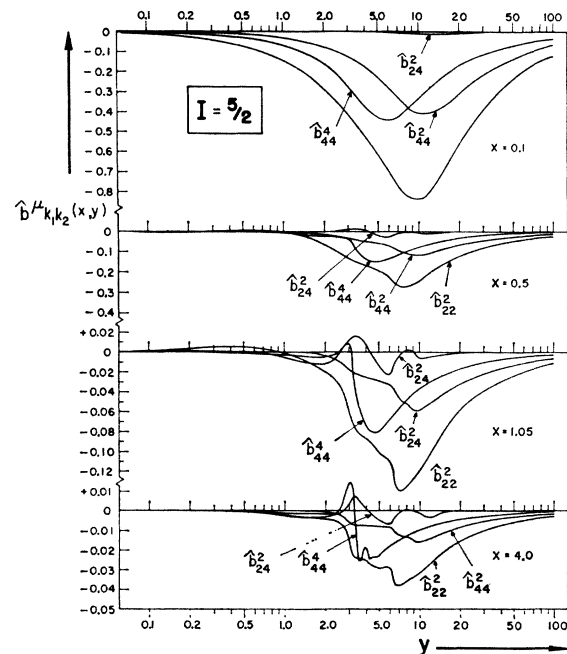 0.1 0.2 0.5 1.0 2.0 5.0 10 20 100
0
-0.1
-0.2
-0.3
-0.4
-0.5
-0.6
-0.7
-0.8
I = 5/2
b̂²₂₄
b̂⁴₄₄
b̂²₄₄
X = 0.1
b̂^μ k₁k₂ (x,y)
0
-0.1
-0.2
-0.3
-0.4
b̂²₂₄
b̂⁴₄₄
b̂²₄₄
b̂²₂₂
X = 0.5
+0.02
0
-0.02
-0.04
-0.06
-0.08
-0.10
-0.12
b̂²₂₄
b̂²₂₄
b̂⁴₄₄
b̂²₂₂
X = 1.05
+0.01
0
-0.01
-0.02
-0.03
-0.04
-0.05
b̂²₂₄
b̂⁴₄₄
b̂²₂₂
b̂²₄₄
X = 4.0
0.1 0.2 0.5 1.0 2.0 5.0 10 20 100
y